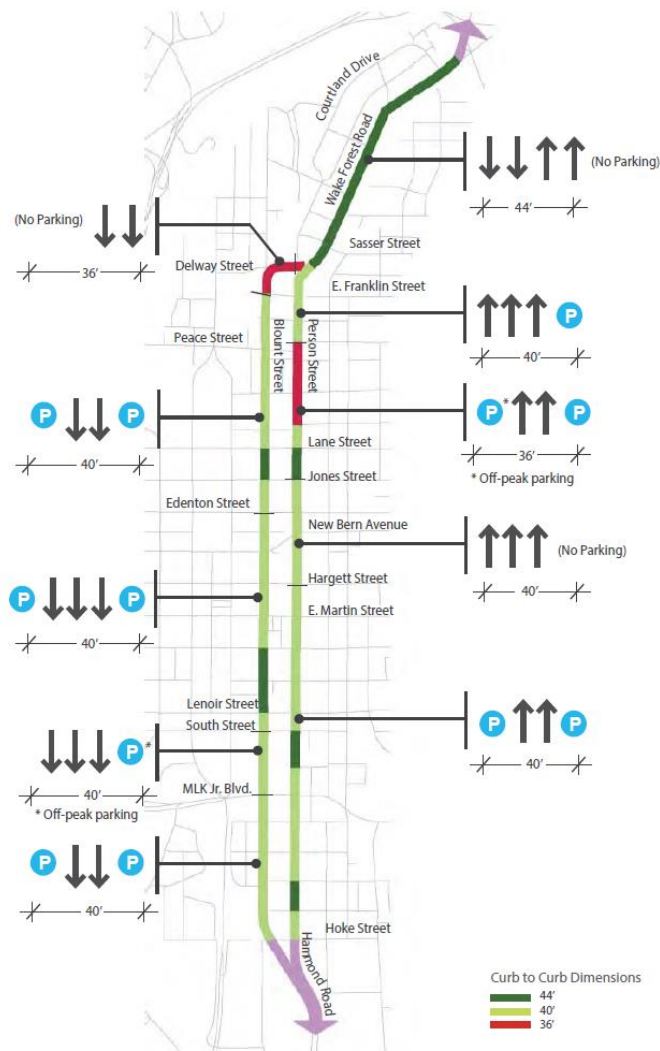 Courtland Drive
Wake Forest Road
(No Parking)
44'
(No Parking)
36'
Delway Street
Sasser Street
E. Franklin Street
Peace Street
Blount Street
Person Street
P
40'
P P
40'
P* P
36'
* Off-peak parking
Lane Street
Jones Street
Edenton Street
New Bern Avenue
(No Parking)
40'
Hargett Street
E. Martin Street
P P
40'
Lenoir Street
South Street
P P
40'
P*
40'
* Off-peak parking
MLK Jr. Blvd.
P P
40'
Hoke Street
Hammond Road
Curb to Curb Dimensions
44'
40'
36'